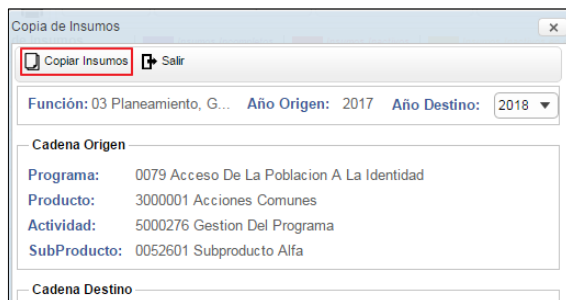 Copia de Insumos
Copiar Insumos Salir
Función: 03 Planeamiento, G... Año Origen: 2017 Año Destino: 2018
Cadena Origen
Programa: 0079 Acceso De La Poblacion A La Identidad
Producto: 3000001 Acciones Comunes
Actividad: 5000276 Gestion Del Programa
SubProducto: 0052601 Subproducto Alfa
Cadena Destino